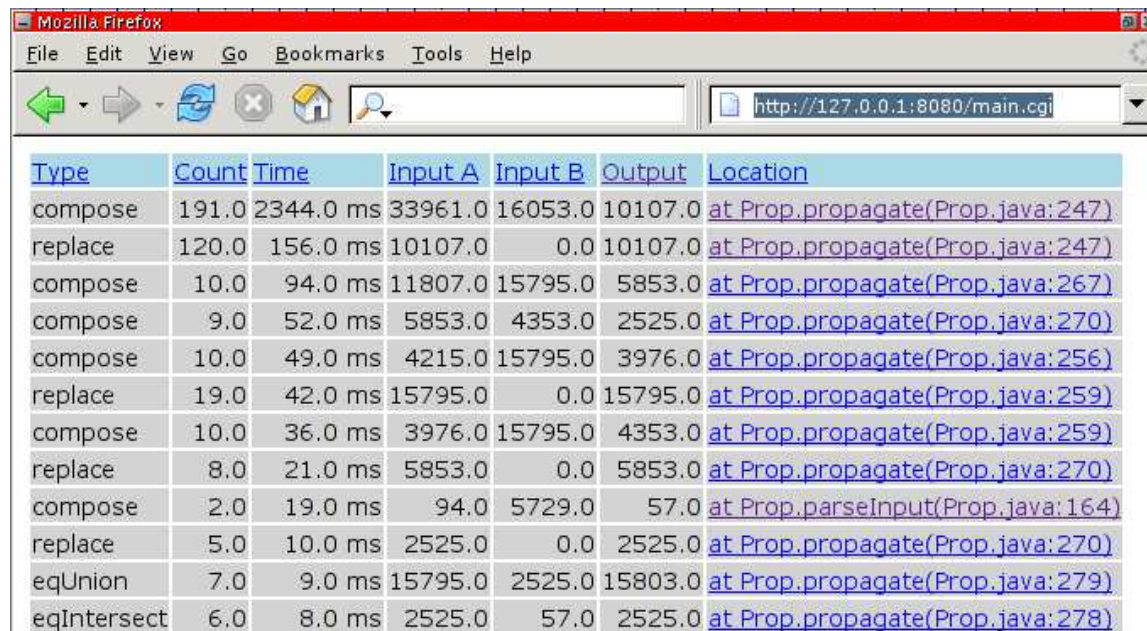 Mozilla Firefox
File Edit View Go Bookmarks Tools Help
http://127.0.0.1:8080/main.cgi
Type Count Time Input A Input B Output Location
compose 191.0 2344.0 ms 33961.0 16053.0 10107.0 at Prop.propagate(Prop.java:247)
replace 120.0 156.0 ms 10107.0 0.0 10107.0 at Prop.propagate(Prop.java:247)
compose 10.0 94.0 ms 11807.0 15795.0 5853.0 at Prop.propagate(Prop.java:267)
compose 9.0 52.0 ms 5853.0 4353.0 2525.0 at Prop.propagate(Prop.java:270)
compose 10.0 49.0 ms 4215.0 15795.0 3976.0 at Prop.propagate(Prop.java:256)
replace 19.0 42.0 ms 15795.0 0.0 15795.0 at Prop.propagate(Prop.java:259)
compose 10.0 36.0 ms 3976.0 15795.0 4353.0 at Prop.propagate(Prop.java:259)
replace 8.0 21.0 ms 5853.0 0.0 5853.0 at Prop.propagate(Prop.java:270)
compose 2.0 19.0 ms 94.0 5729.0 57.0 at Prop.parseInput(Prop.java:164)
replace 5.0 10.0 ms 2525.0 0.0 2525.0 at Prop.propagate(Prop.java:270)
eqUnion 7.0 9.0 ms 15795.0 2525.0 15803.0 at Prop.propagate(Prop.java:279)
eqIntersect 6.0 8.0 ms 2525.0 57.0 2525.0 at Prop.propagate(Prop.java:278)